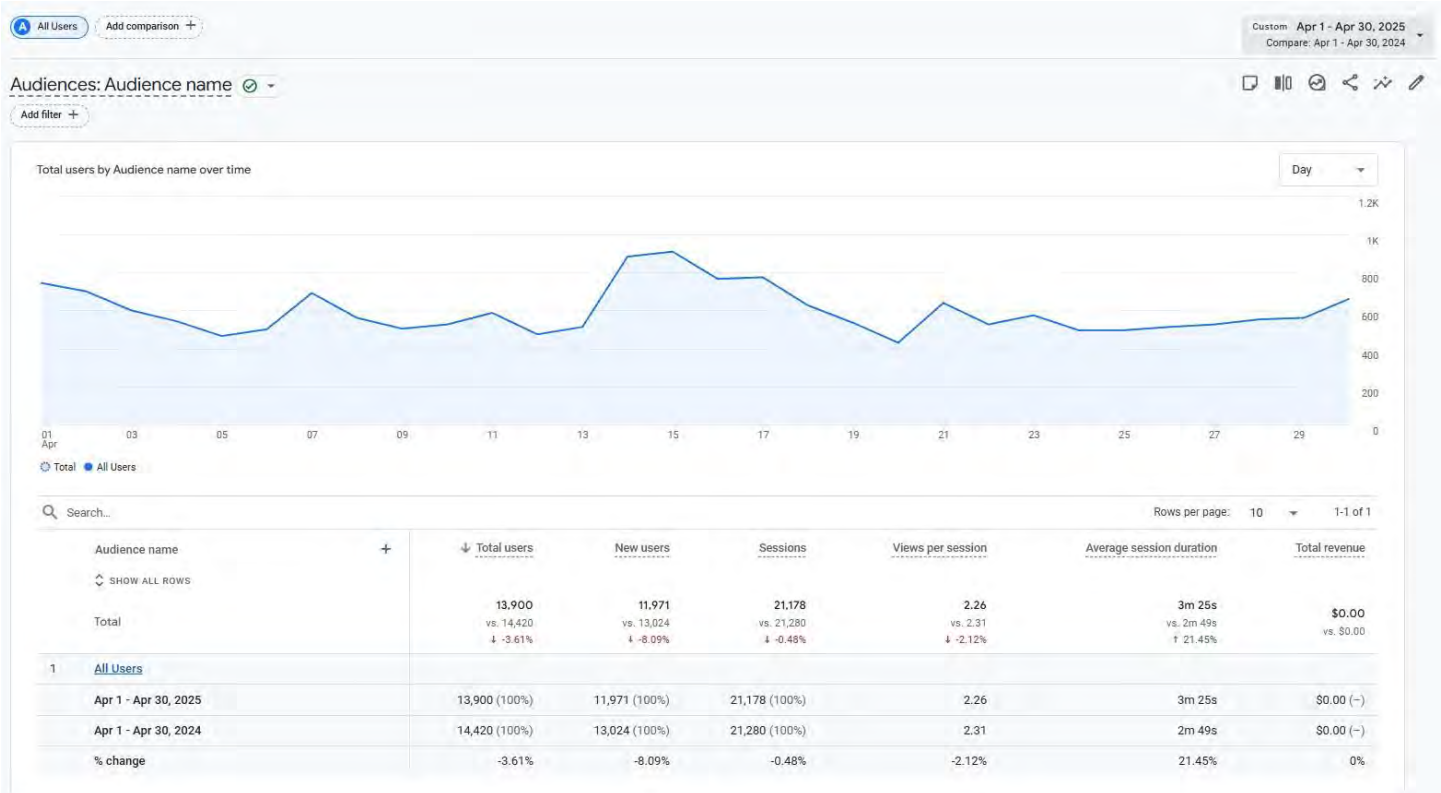 A All Users Add comparison +
Custom Apr 1 - Apr 30, 2025
Compare: Apr 1 - Apr 30, 2024
Audiences: Audience name
Add filter +
Total users by Audience name over time
Day
1.2K
1K
800
600
400
200
0
01 03 05 07 09 11 13 15 17 19 21 23 25 27 29
Apr
Total All Users
Search...
Rows per page: 10 1-1 of 1
Audience name + ↓ Total users New users Sessions Views per session Average session duration Total revenue
SHOW ALL ROWS
Total
13,900 11,971 21,178 2.26 3m 25s $0.00
vs. 14,420 vs. 13,024 vs. 21,280 vs. 2.31 vs. 2m 49s vs. $0.00
↓ -3.61% ↓ -8.09% ↓ -0.48% ↓ -2.12% ↑ 21.45%
1 All Users
Apr 1 - Apr 30, 2025 13,900 (100%) 11,971 (100%) 21,178 (100%) 2.26 3m 25s $0.00 (–)
Apr 1 - Apr 30, 2024 14,420 (100%) 13,024 (100%) 21,280 (100%) 2.31 2m 49s $0.00 (–)
% change -3.61% -8.09% -0.48% -2.12% 21.45% 0%